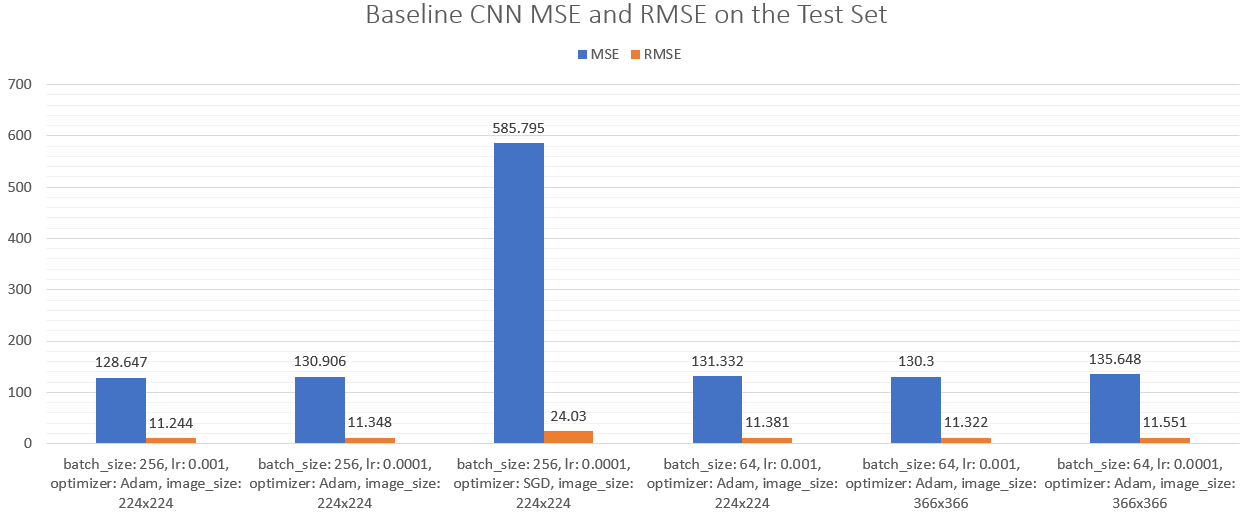 Baseline CNN MSE and RMSE on the Test Set
MSE RMSE
700
600
500
400
300
200
100
0
128.647
11.244
130.906
11.348
585.795
24.03
131.332
11.381
130.3
11.322
135.648
11.551
batch_size: 256, lr: 0.001,
optimizer: Adam, image_size:
224x224
batch_size: 256, lr: 0.0001,
optimizer: Adam, image_size:
224x224
batch_size: 256, lr: 0.0001,
optimizer: SGD, image_size:
224x224
batch_size: 64, lr: 0.001,
optimizer: Adam, image_size:
224x224
batch_size: 64, lr: 0.001,
optimizer: Adam, image_size:
366x366
batch_size: 64, lr: 0.0001,
optimizer: Adam, image_size:
366x366